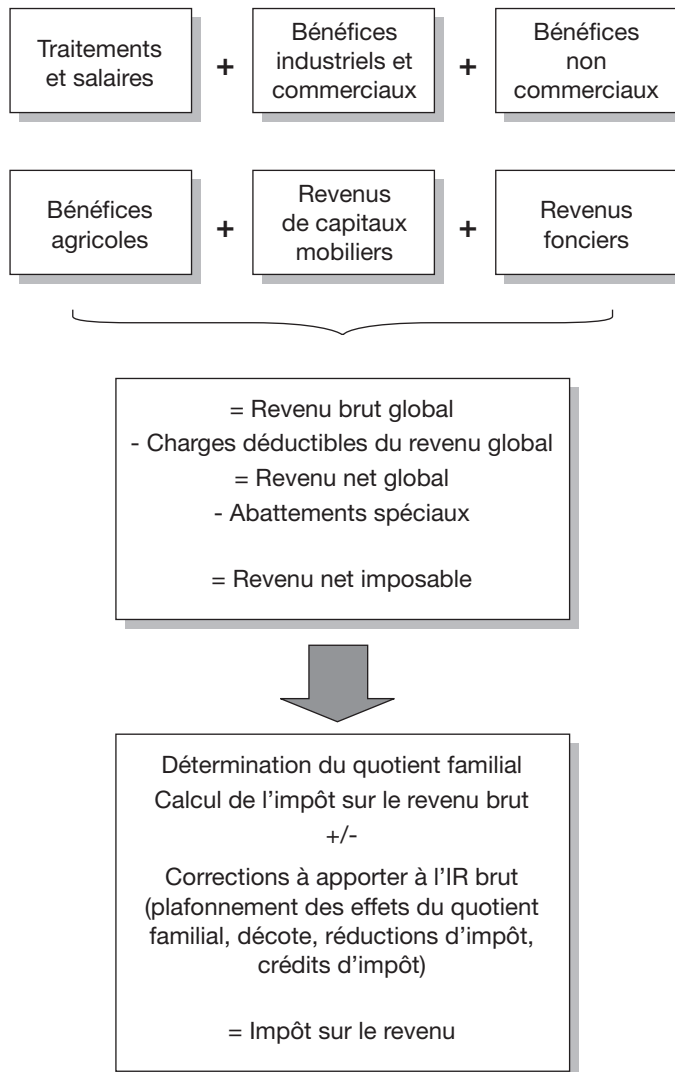 Traitements
et salaires
+
Bénéfices
industriels et
commerciaux
+
Bénéfices
non
commerciaux
Bénéfices
agricoles
+
Revenus
de capitaux
mobiliers
+
Revenus
fonciers
= Revenu brut global
- Charges déductibles du revenu global
= Revenu net global
- Abattements spéciaux
= Revenu net imposable
Détermination du quotient familial
Calcul de l’impôt sur le revenu brut
+/-
Corrections à apporter à l’IR brut
(plafonnement des effets du quotient
familial, décote, réductions d’impôt,
crédits d’impôt)
= Impôt sur le revenu